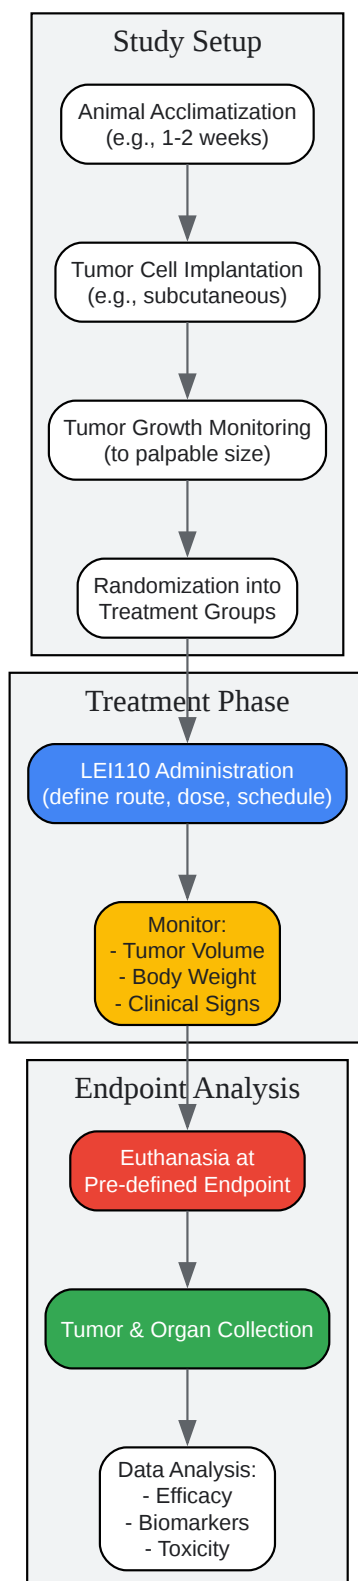 Study Setup
Animal Acclimatization
(e.g., 1-2 weeks)
Tumor Cell Implantation
(e.g., subcutaneous)
Tumor Growth Monitoring
(to palpable size)
Randomization into
Treatment Groups
Treatment Phase
LEI110 Administration
(define route, dose, schedule)
Monitor:
- Tumor Volume
- Body Weight
- Clinical Signs
Endpoint Analysis
Euthanasia at
Pre-defined Endpoint
Tumor & Organ Collection
Data Analysis:
- Efficacy
- Biomarkers
- Toxicity